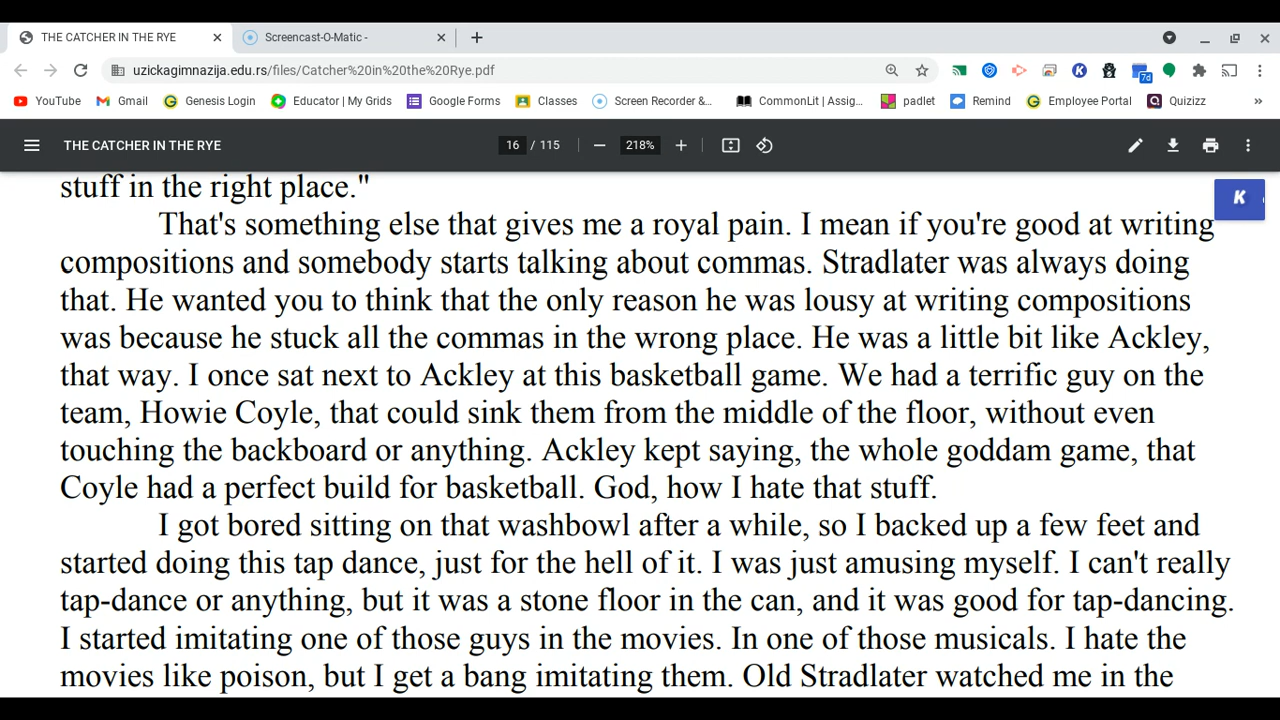 THE CATCHER IN THE RYE
Screencast-O-Matic -
uzickagimnazija.edu.rs/files/Catcher%20in%20the%20Rye.pdf
7d
YouTube Gmail Genesis Login Educator | My Grids Google Forms Classes Screen Recorder &... CommonLit | Assig... padlet Remind Employee Portal Quizizz »
THE CATCHER IN THE RYE 16 / 115 — 218% +
stuff in the right place."
That's something else that gives me a royal pain. I mean if you're good at writing
compositions and somebody starts talking about commas. Stradlater was always doing
that. He wanted you to think that the only reason he was lousy at writing compositions
was because he stuck all the commas in the wrong place. He was a little bit like Ackley,
that way. I once sat next to Ackley at this basketball game. We had a terrific guy on the
team, Howie Coyle, that could sink them from the middle of the floor, without even
touching the backboard or anything. Ackley kept saying, the whole goddam game, that
Coyle had a perfect build for basketball. God, how I hate that stuff.
I got bored sitting on that washbowl after a while, so I backed up a few feet and
started doing this tap dance, just for the hell of it. I was just amusing myself. I can't really
tap-dance or anything, but it was a stone floor in the can, and it was good for tap-dancing.
I started imitating one of those guys in the movies. In one of those musicals. I hate the
movies like poison, but I get a bang imitating them. Old Stradlater watched me in the
K